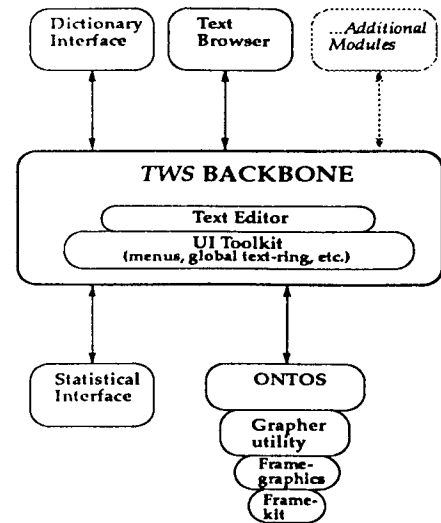 Dictionary
Interface
Text
Browser
...Additional
Modules
TWS BACKBONE
Text Editor
UI Toolkit
(menus, global text-ring, etc.)
Statistical
Interface
ONTOS
Grapher
utility
Frame-
graphics
Frame-
kit